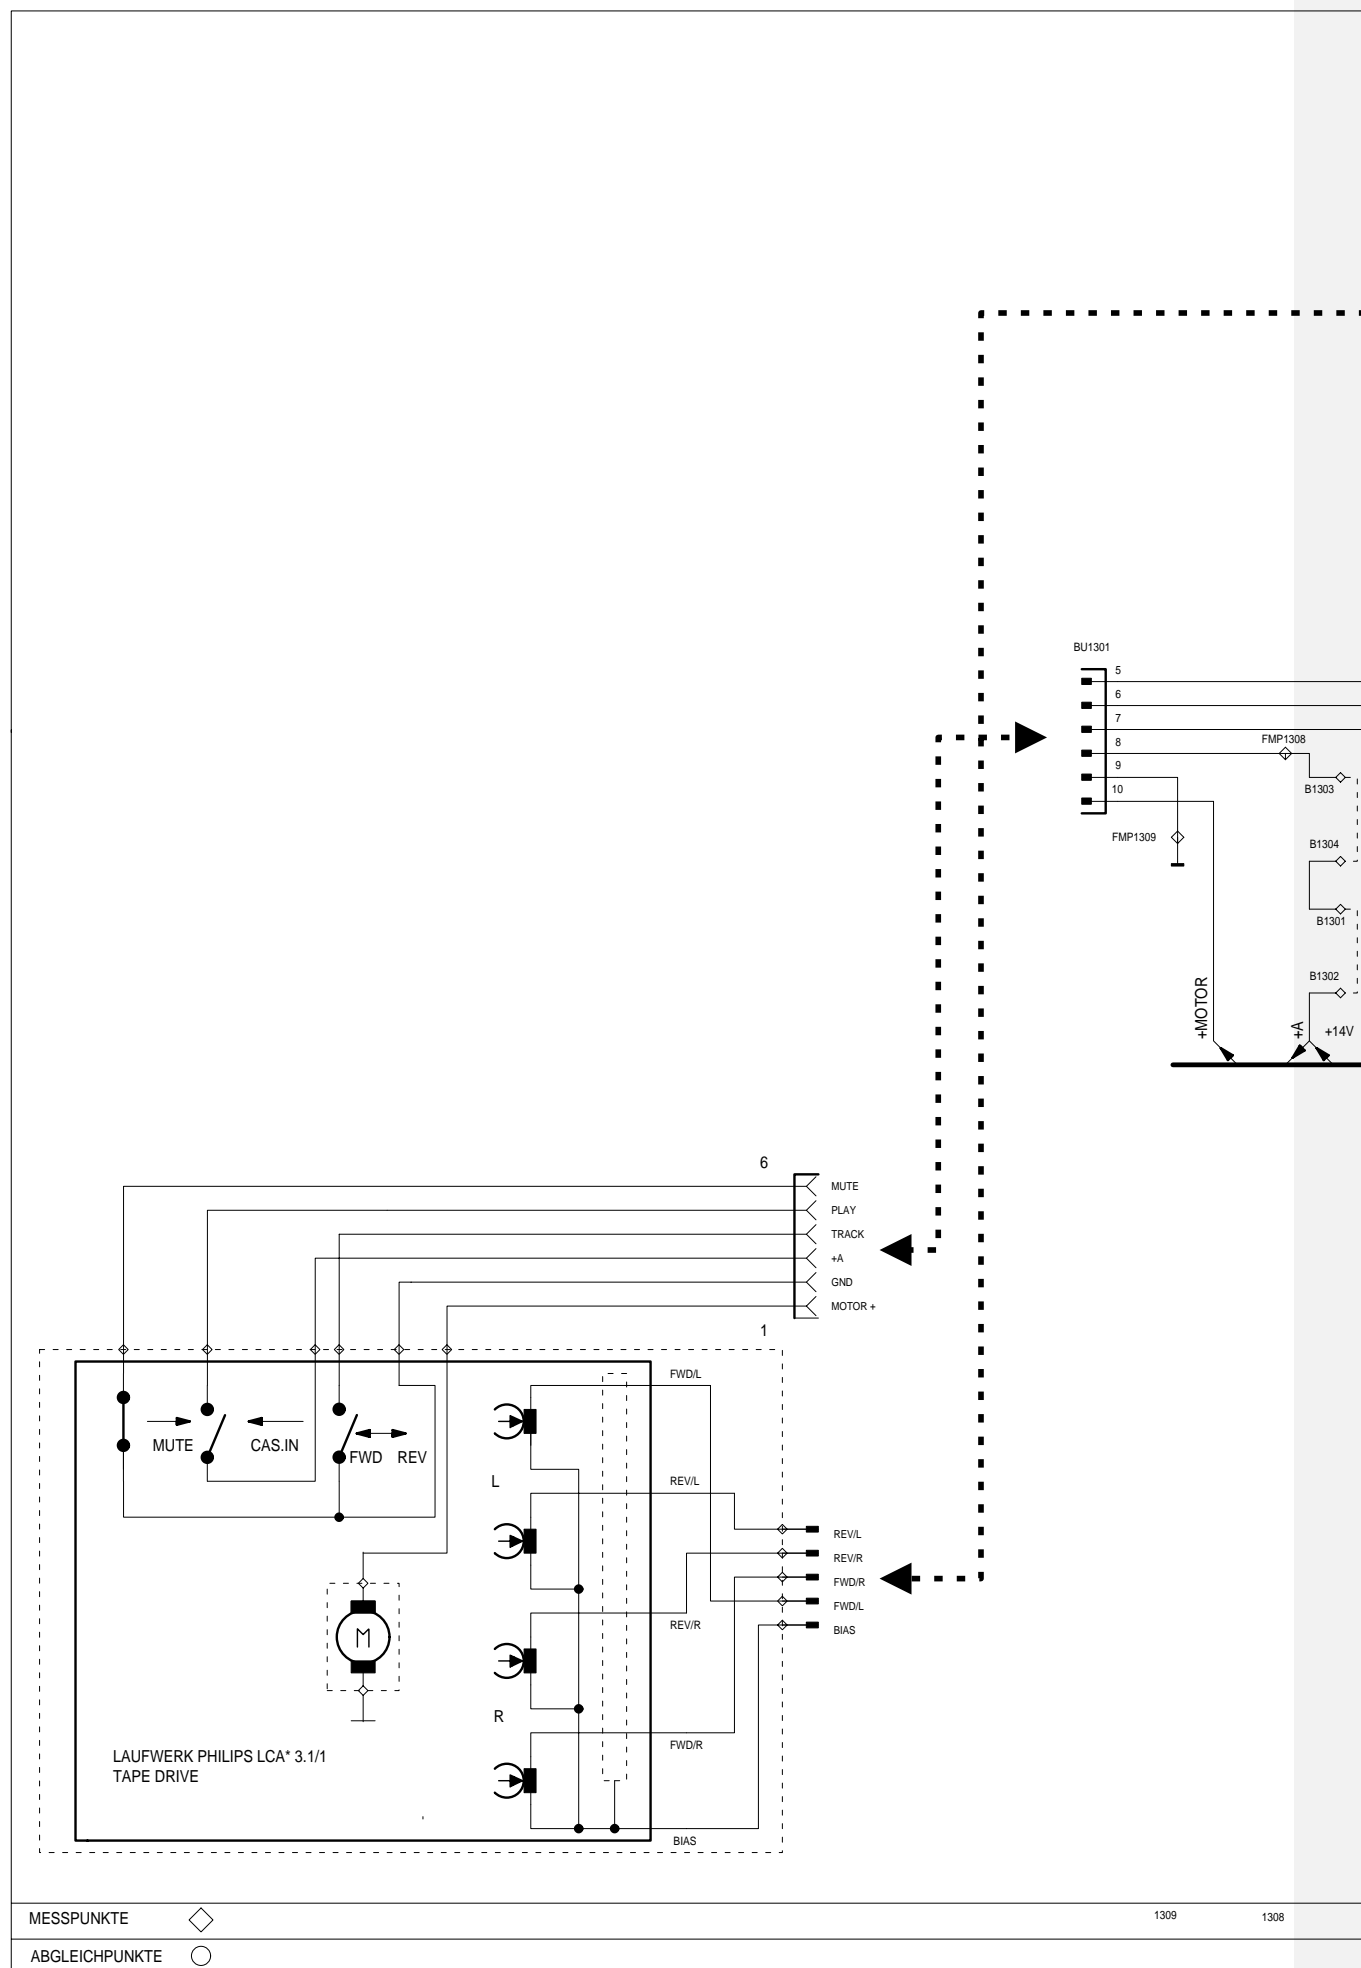 BU1301
5
6
7
8
9
10
FMP1308
B1303
FMP1309
B1304
B1301
B1302
+MOTOR
+A
+14V
6
MUTE
PLAY
TRACK
+A
GND
MOTOR +
1
FWD/L
MUTE
CAS.IN
FWD
REV
L
REV/L
REV/L
REV/R
FWD/R
FWD/L
BIAS
REV/R
M
R
FWD/R
LAUFWERK PHILIPS LCA* 3.1/1
TAPE DRIVE
BIAS
MESSPUNKTE
1309
1308
ABGLEICHPUNKTE